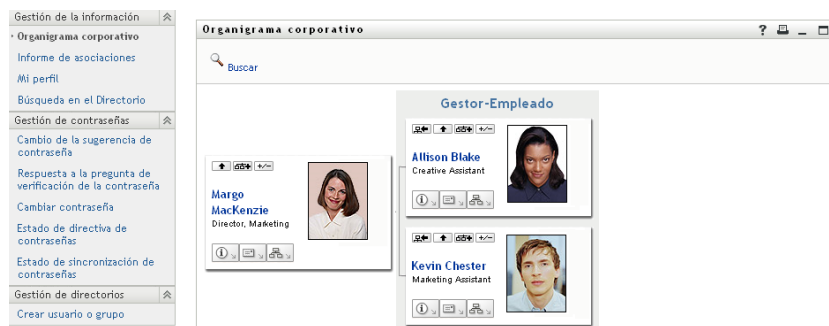 Gestión de la información
Organigrama corporativo
Informe de asociaciones
Mi perfil
Búsqueda en el Directorio
Gestión de contraseñas
Cambio de la sugerencia de
contraseña
Respuesta a la pregunta de
verificación de la contraseña
Cambiar contraseña
Estado de directiva de
contraseñas
Estado de sincronización de
contraseñas
Gestión de directorios
Crear usuario o grupo
Organigrama corporativo
Buscar
Gestor-Empleado
Margo
MacKenzie
Director, Marketing
Allison Blake
Creative Assistant
Kevin Chester
Marketing Assistant